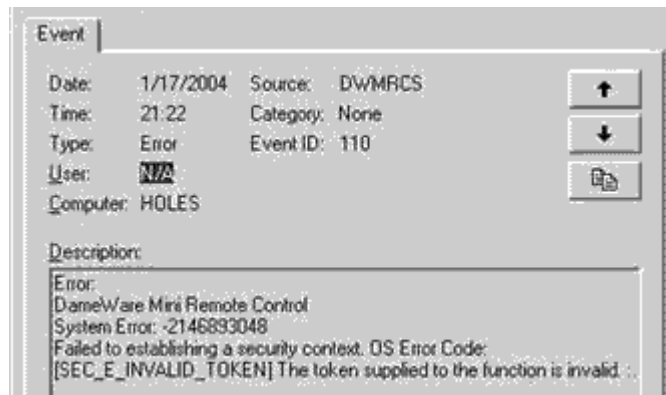 Event
Date: 1/17/2004 Source: DWMRCS
Time: 21:22 Category: None
Type: Error Event ID: 110
User: N/A
Computer: HOLES
Description:
Error:
DameWare Mini Remote Control
System Error: -2146893048
Failed to establishing a security context. OS Error Code:
[SEC_E_INVALID_TOKEN] The token supplied to the function is invalid. :.